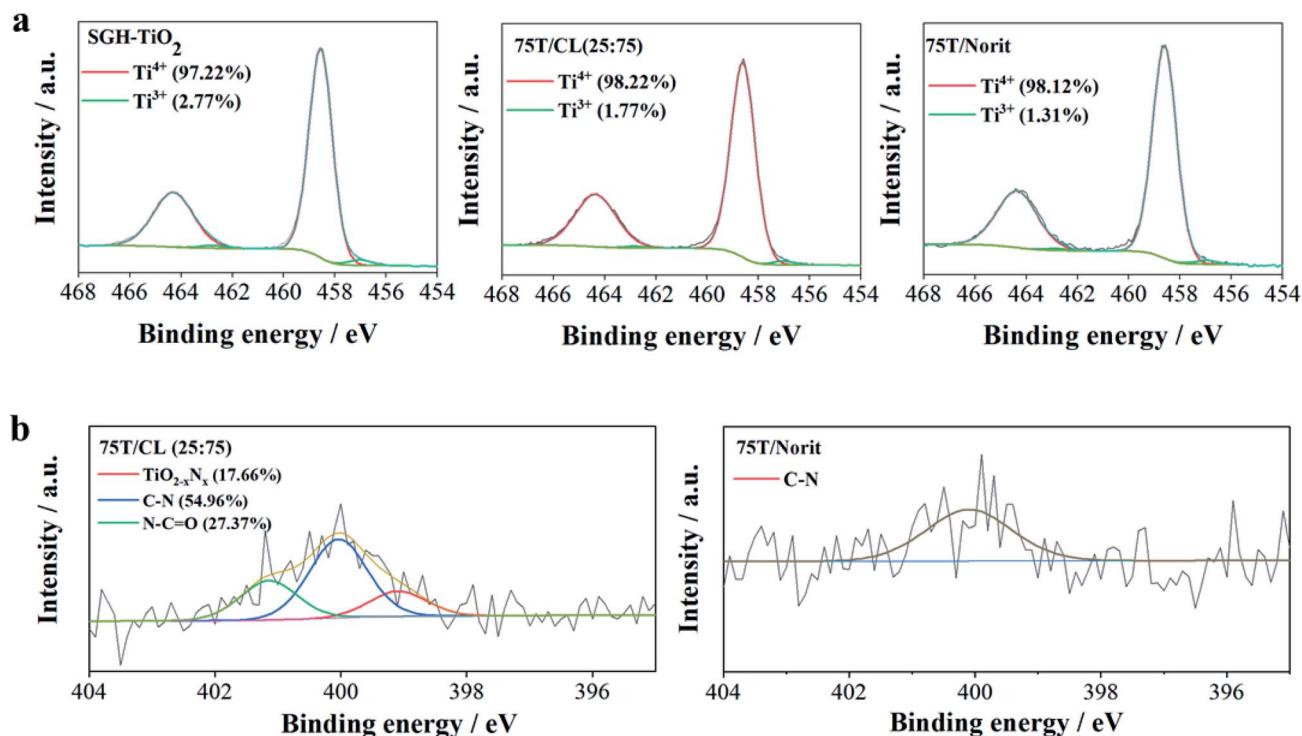 a
SGH-TiO₂
Ti⁴⁺ (97.22%)
Ti³⁺ (2.77%)
Intensity / a.u.
468 466 464 462 460 458 456 454
Binding energy / eV
75T/CL(25:75)
Ti⁴⁺ (98.22%)
Ti³⁺ (1.77%)
Intensity / a.u.
468 466 464 462 460 458 456 454
Binding energy / eV
75T/Norit
Ti⁴⁺ (98.12%)
Ti³⁺ (1.31%)
Intensity / a.u.
468 466 464 462 460 458 456 454
Binding energy / eV
b
75T/CL (25:75)
TiO₂₋ₓNₓ (17.66%)
C-N (54.96%)
N-C=O (27.37%)
Intensity / a.u.
404 402 400 398 396
Binding energy / eV
75T/Norit
C-N
Intensity / a.u.
404 402 400 398 396
Binding energy / eV